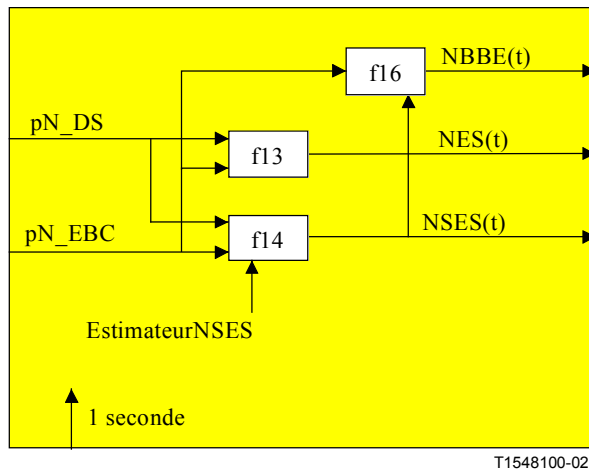 NBBE(t)
f16
pN_DS
NES(t)
f13
pN_EBC
NSES(t)
f14
EstimateurNSES
1 seconde
T1548100-02